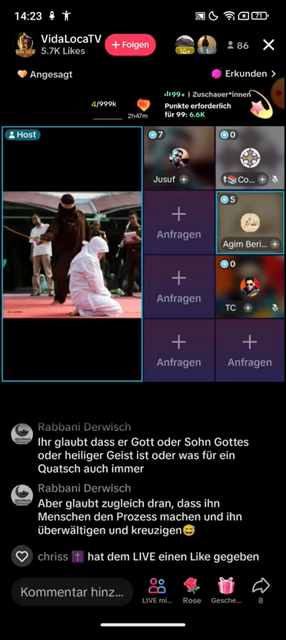 14:23
71
VidaLocaTV
5.7K Likes
+ Folgen
86
Angesagt
Erkunden >
4/999k
2h47m
99+ | Zuschauer*innen
Punkte erforderlich
für 99: 6.6K
Host
7
0
Jusuf
Co...
Anfragen
5
Agim Beri...
Anfragen
0
TC
Anfragen
Anfragen
Rabbani Derwisch
Ihr glaubt dass er Gott oder Sohn Gottes
oder heiliger Geist ist oder was für ein
Quatsch auch immer
Rabbani Derwisch
Aber glaubt zugleich dran, dass ihn
Menschen den Prozess machen und ihn
überwältigen und kreuzigen😅
chriss ✝️ hat dem LIVE einen Like gegeben
Kommentar hinz...
LIVE mi...
Rose
Gesche...
8